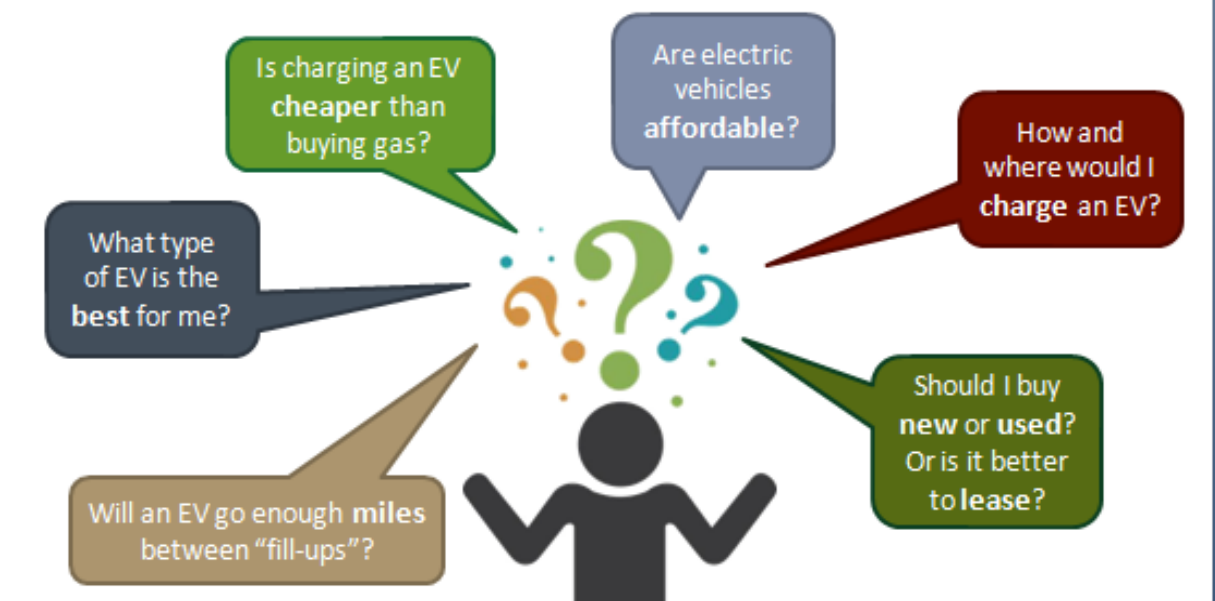 Is charging an EV
cheaper than
buying gas?
Are electric
vehicles
affordable?
How and
where would I
charge an EV?
What type
of EV is the
best for me?
Should I buy
new or used?
Or is it better
to lease?
Will an EV go enough miles
between “fill-ups”?